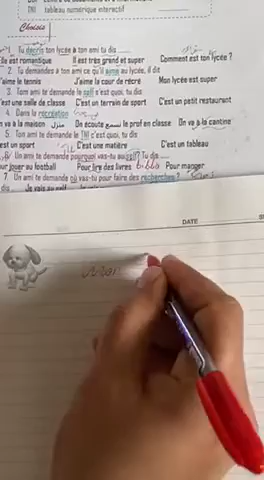 TNI tableau numérique interactif
Choisis
Tu décris ton lycée à ton ami tu dis
Elle est romantique Il est très grand et super Comment est ton lycée ?
2. Tu demandes à ton ami ce qu'il aime au lycée, il dit
J'aime le tennis J'aime la cour de récré Mon lycée est super
3. Ton ami te demande le self c'est quoi, tu dis
C'est une salle de classe C'est un terrain de sport C'est un petit restaurant
4. Dans la récréation
On va à la maison منزل On écoute نسمع le prof en classe On va à la cantine
5. Ton ami te demande le TNI c'est quoi, tu dis
C'est un sport C'est une matière C'est un tableau
6. Un ami te demande pourquoi vas-tu au self? Tu dis
Pour jouer au football Pour lire des livres Pour manger
7. Un ami te demande où vas-tu pour faire des recherches ?
dis Je vais au self
DATE